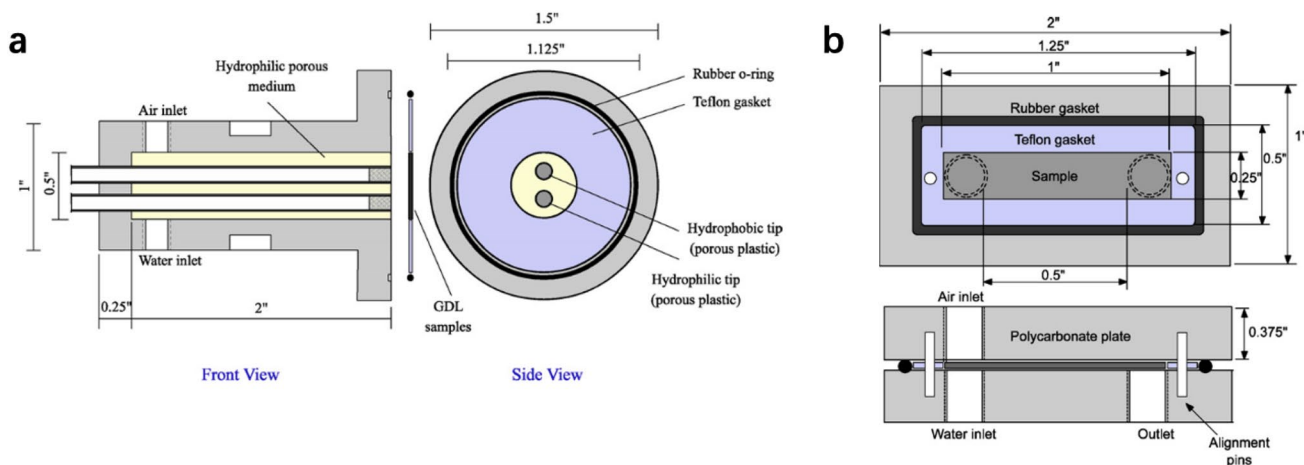 a
1.5"
1.125"
Hydrophilic porous
medium
Air inlet
Rubber o-ring
Teflon gasket
1"
0.5"
Hydrophobic tip
(porous plastic)
Hydrophilic tip
(porous plastic)
Water inlet
GDL
samples
0.25"
2"
Front View
Side View
b
2"
1.25"
1"
Rubber gasket
Teflon gasket
Sample
0.25"
0.5"
0.5"
Air inlet
Polycarbonate plate
0.375"
Water inlet
Outlet
Alignment
pins